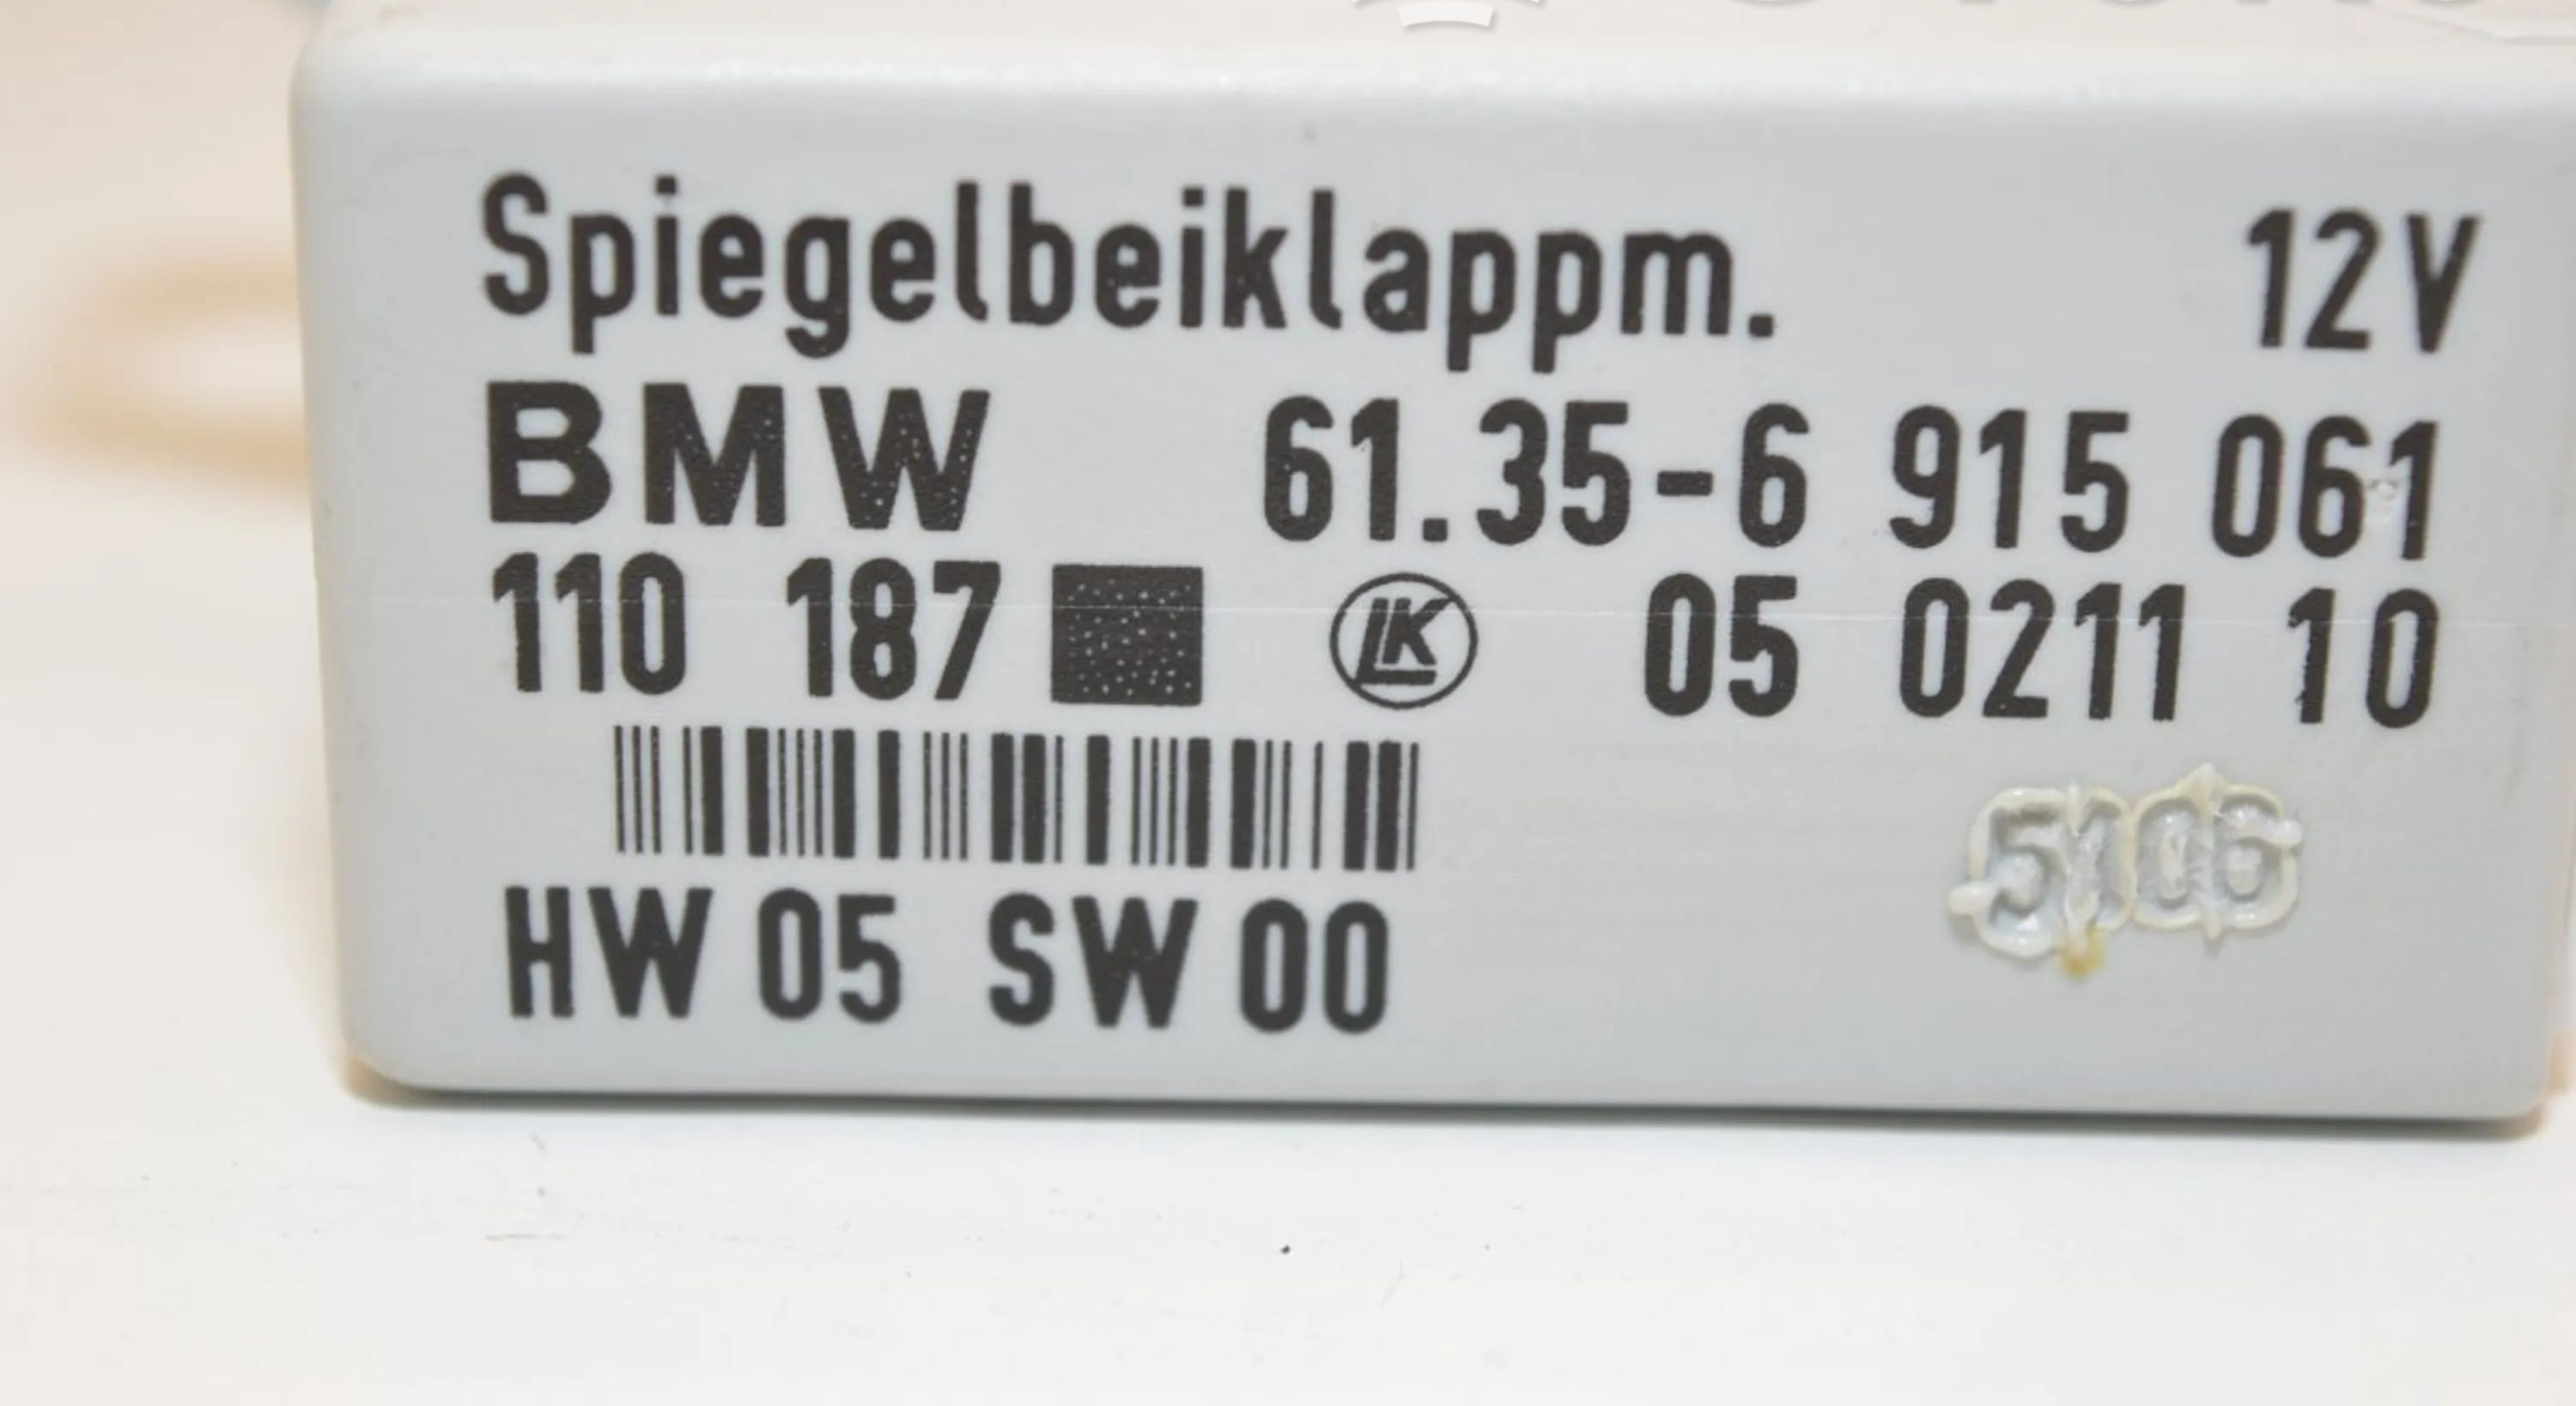 Spiegelbeiklappm. 12V
BMW 61.35-6 915 061
110 187 LK 05 0211 10
HW 05 SW 00